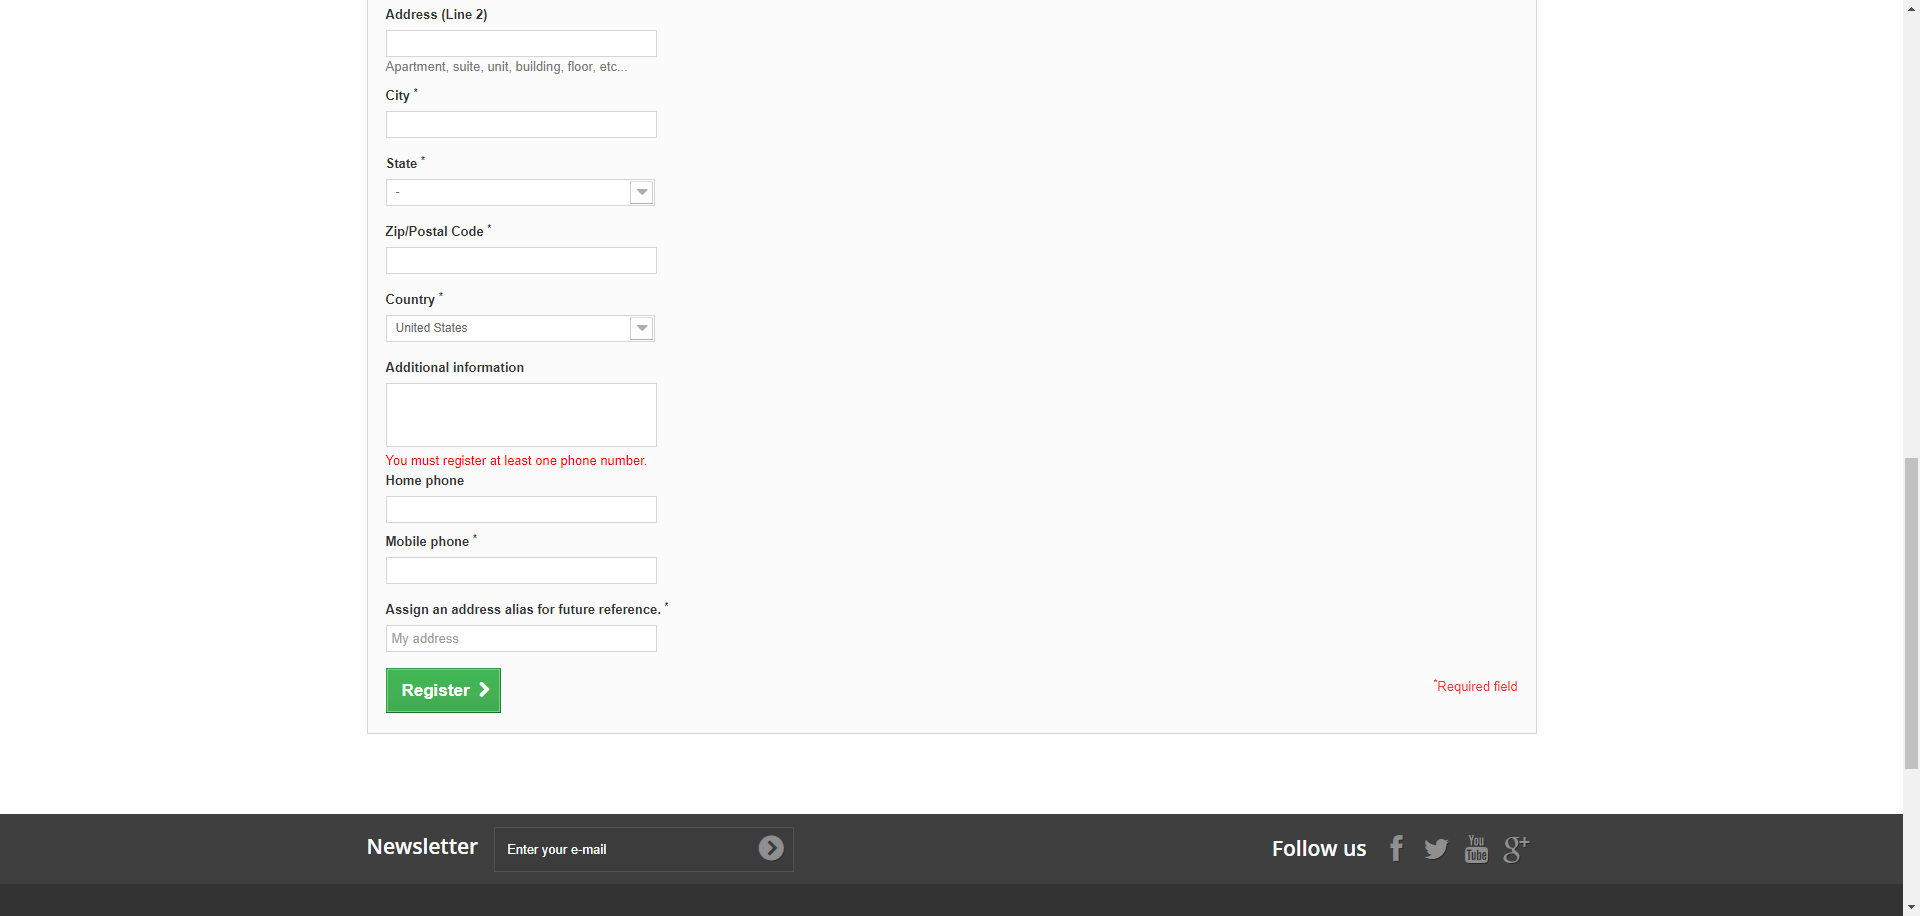 Address (Line 2)
Apartment, suite, unit, building, floor, etc...
City *
State *
-
Zip/Postal Code *
Country *
United States
Additional information
You must register at least one phone number.
Home phone
Mobile phone *
Assign an address alias for future reference. *
My address
Register
*Required field
Newsletter
Enter your e-mail
Follow us
You
Tube
g+